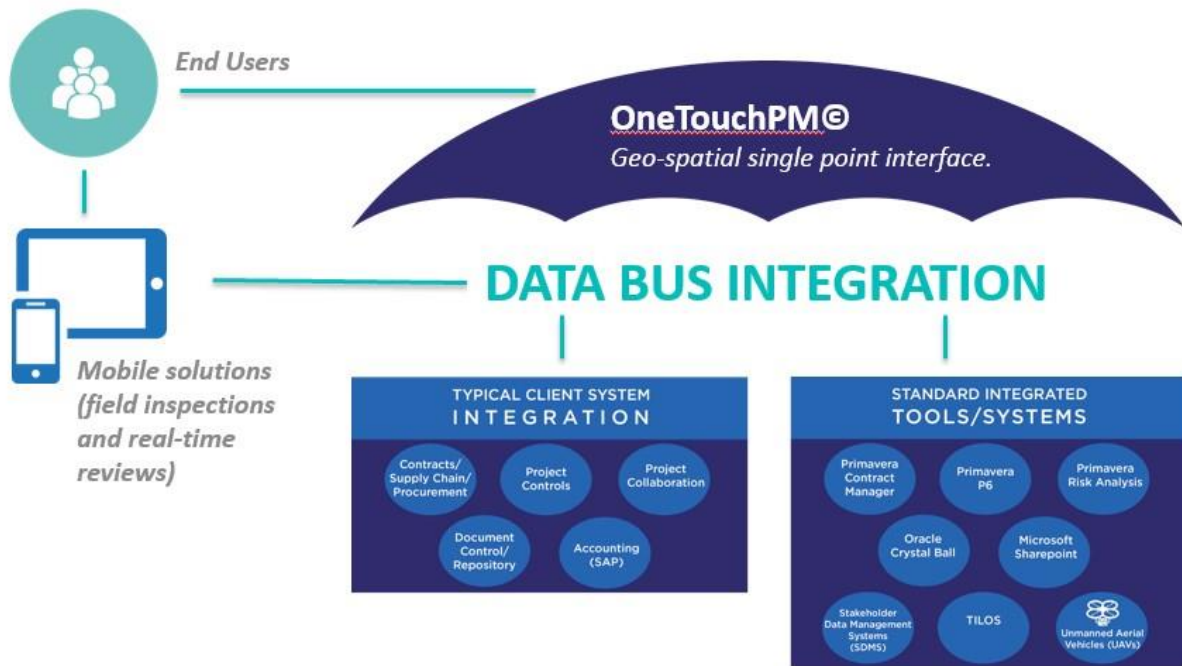 End Users
OneTouchPM©
Geo-spatial single point interface.
DATA BUS INTEGRATION
Mobile solutions
(field inspections
and real-time
reviews)
TYPICAL CLIENT SYSTEM
INTEGRATION
Contracts/
Supply Chain/
Procurement
Project
Controls
Project
Collaboration
Document
Control/
Repository
Accounting
(SAP)
STANDARD INTEGRATED
TOOLS/SYSTEMS
Primavera
Contract
Manager
Primavera
P6
Primavera
Risk Analysis
Oracle
Crystal Ball
Microsoft
Sharepoint
Stakeholder
Data Management
Systems
(SDMS)
TILOS
Unmanned Aerial
Vehicles (UAVs)